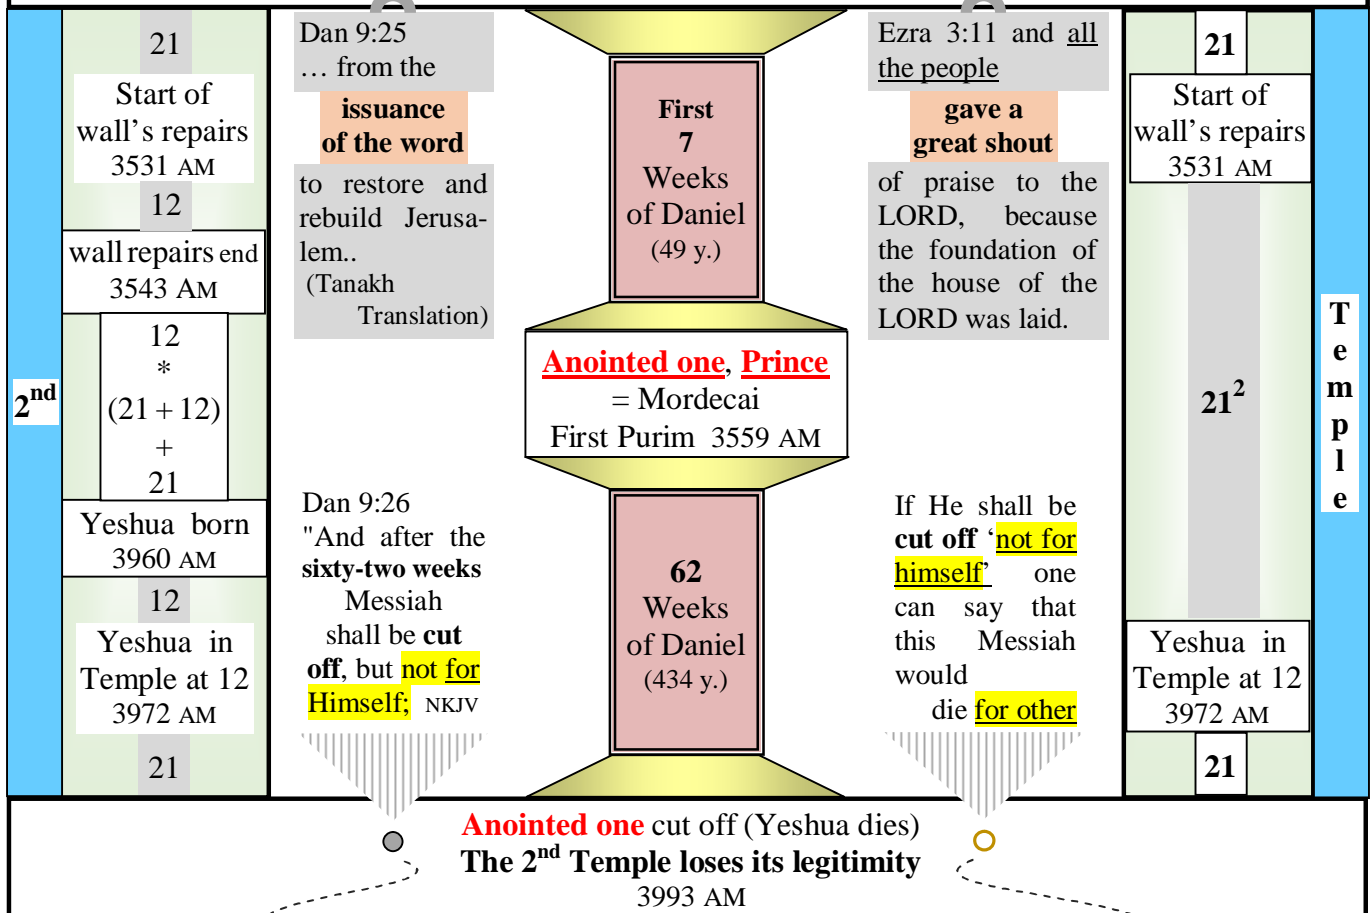 2nd
21
Start of
wall's repairs
3531 AM
12
wall repairs end
3543 AM
12
*
(21 + 12)
+
21
Yeshua born
3960 AM
12
Yeshua in
Temple at 12
3972 AM
21
Dan 9:25
… from the
issuance
of the word
to restore and
rebuild Jerusa-
lem..
(Tanakh
Translation)
Dan 9:26
"And after the
sixty-two weeks
Messiah
shall be cut
off, but not for
Himself; NKJV
First
7
Weeks
of Daniel
(49 y.)
Anointed one, Prince
= Mordecai
First Purim 3559 AM
62
Weeks
of Daniel
(434 y.)
Ezra 3:11 and all
the people
gave a
great shout
of praise to the
LORD, because
the foundation of
the house of the
LORD was laid.
If He shall be
cut off 'not for
himself' one
can say that
this Messiah
would
die for other
21
Start of
wall's repairs
3531 AM
21²
Yeshua in
Temple at 12
3972 AM
21
T
e
m
p
l
e
Anointed one cut off (Yeshua dies)
The 2nd Temple loses its legitimity
3993 AM